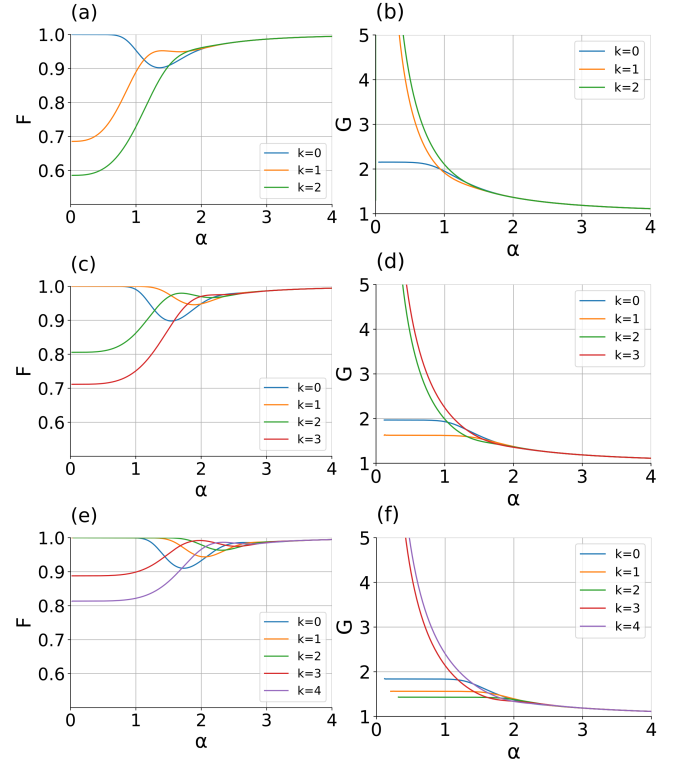 (a)
1.0
0.9
0.8
0.7
0.6
F
0 1 2 3 4
α
k=0
k=1
k=2
(b)
5
4
3
2
1
G
0 1 2 3 4
α
k=0
k=1
k=2
(c)
1.0
0.9
0.8
0.7
0.6
F
0 1 2 3 4
α
k=0
k=1
k=2
k=3
(d)
5
4
3
2
1
G
0 1 2 3 4
α
k=0
k=1
k=2
k=3
(e)
1.0
0.9
0.8
0.7
0.6
F
0 1 2 3 4
α
k=0
k=1
k=2
k=3
k=4
(f)
5
4
3
2
1
G
0 1 2 3 4
α
k=0
k=1
k=2
k=3
k=4